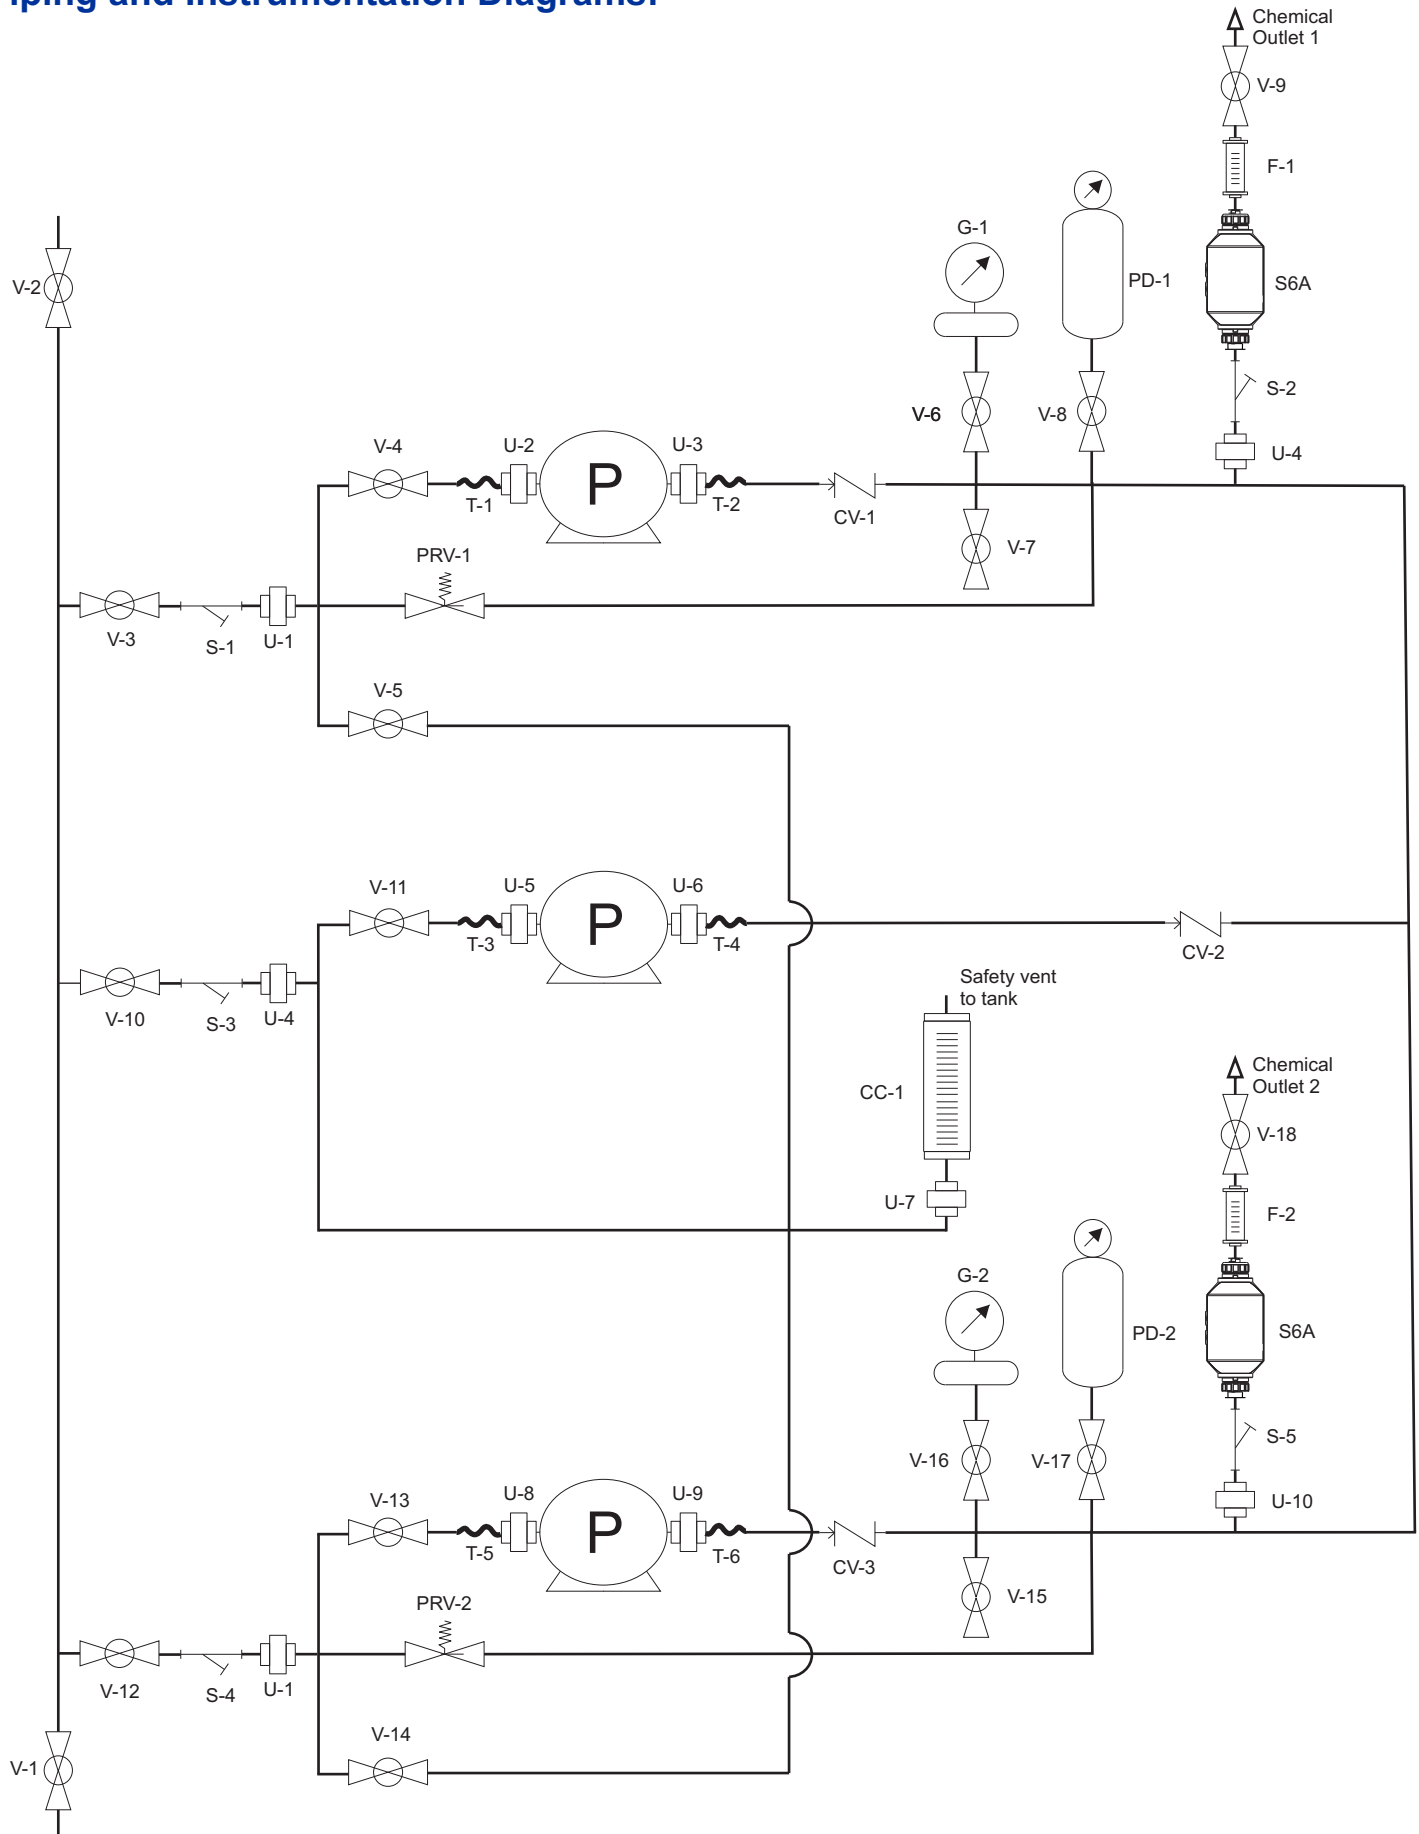 iping and Instrumentation Diagrams:
Chemical
Outlet 1
V-9
F-1
G-1
PD-1
S6A
V-2
S-2
V-6
V-8
V-4
U-2
U-3
U-4
P
T-1
T-2
CV-1
V-7
PRV-1
V-3
S-1
U-1
V-5
V-11
U-5
U-6
P
T-3
T-4
CV-2
Safety vent
to tank
V-10
S-3
U-4
Chemical
Outlet 2
CC-1
V-18
U-7
F-2
G-2
PD-2
S6A
S-5
V-16
V-17
V-13
U-8
U-9
U-10
P
T-5
T-6
CV-3
V-15
PRV-2
V-12
S-4
U-1
V-14
V-1